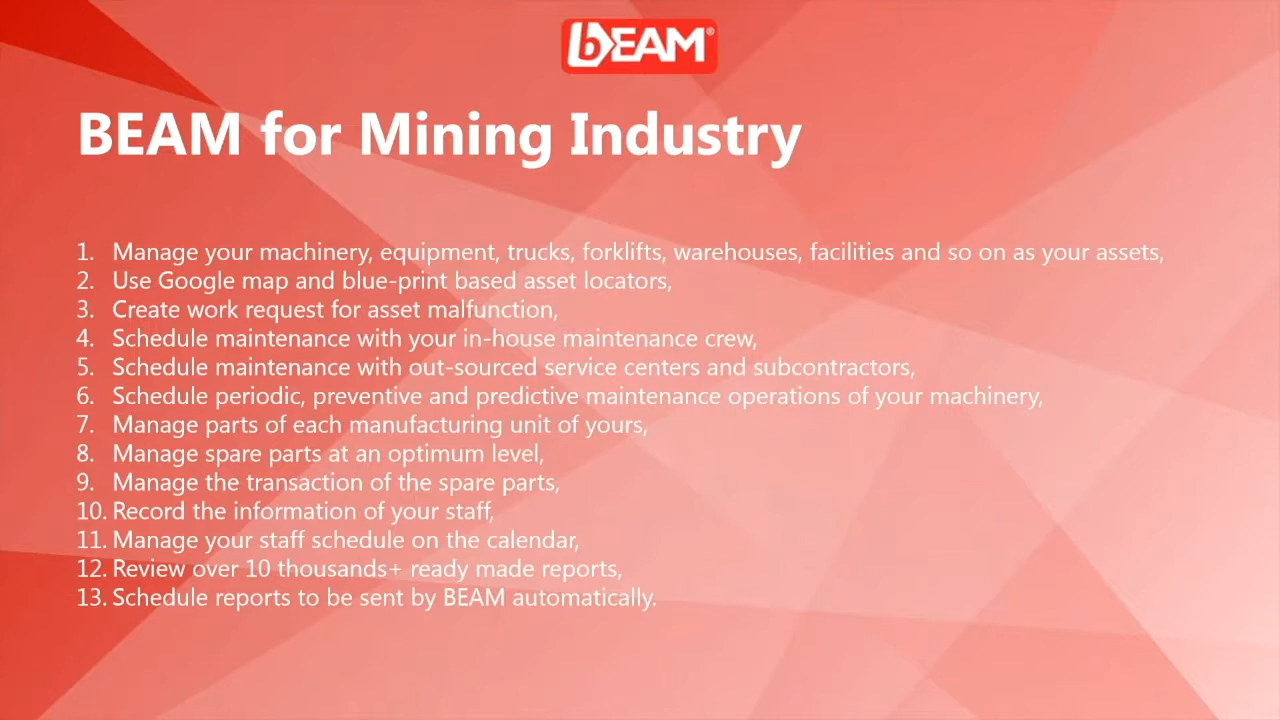 bEAM®
BEAM for Mining Industry
1. Manage your machinery, equipment, trucks, forklifts, warehouses, facilities and so on as your assets,
2. Use Google map and blue-print based asset locators,
3. Create work request for asset malfunction,
4. Schedule maintenance with your in-house maintenance crew,
5. Schedule maintenance with out-sourced service centers and subcontractors,
6. Schedule periodic, preventive and predictive maintenance operations of your machinery,
7. Manage parts of each manufacturing unit of yours,
8. Manage spare parts at an optimum level,
9. Manage the transaction of the spare parts,
10. Record the information of your staff,
11. Manage your staff schedule on the calendar,
12. Review over 10 thousands+ ready made reports,
13. Schedule reports to be sent by BEAM automatically.